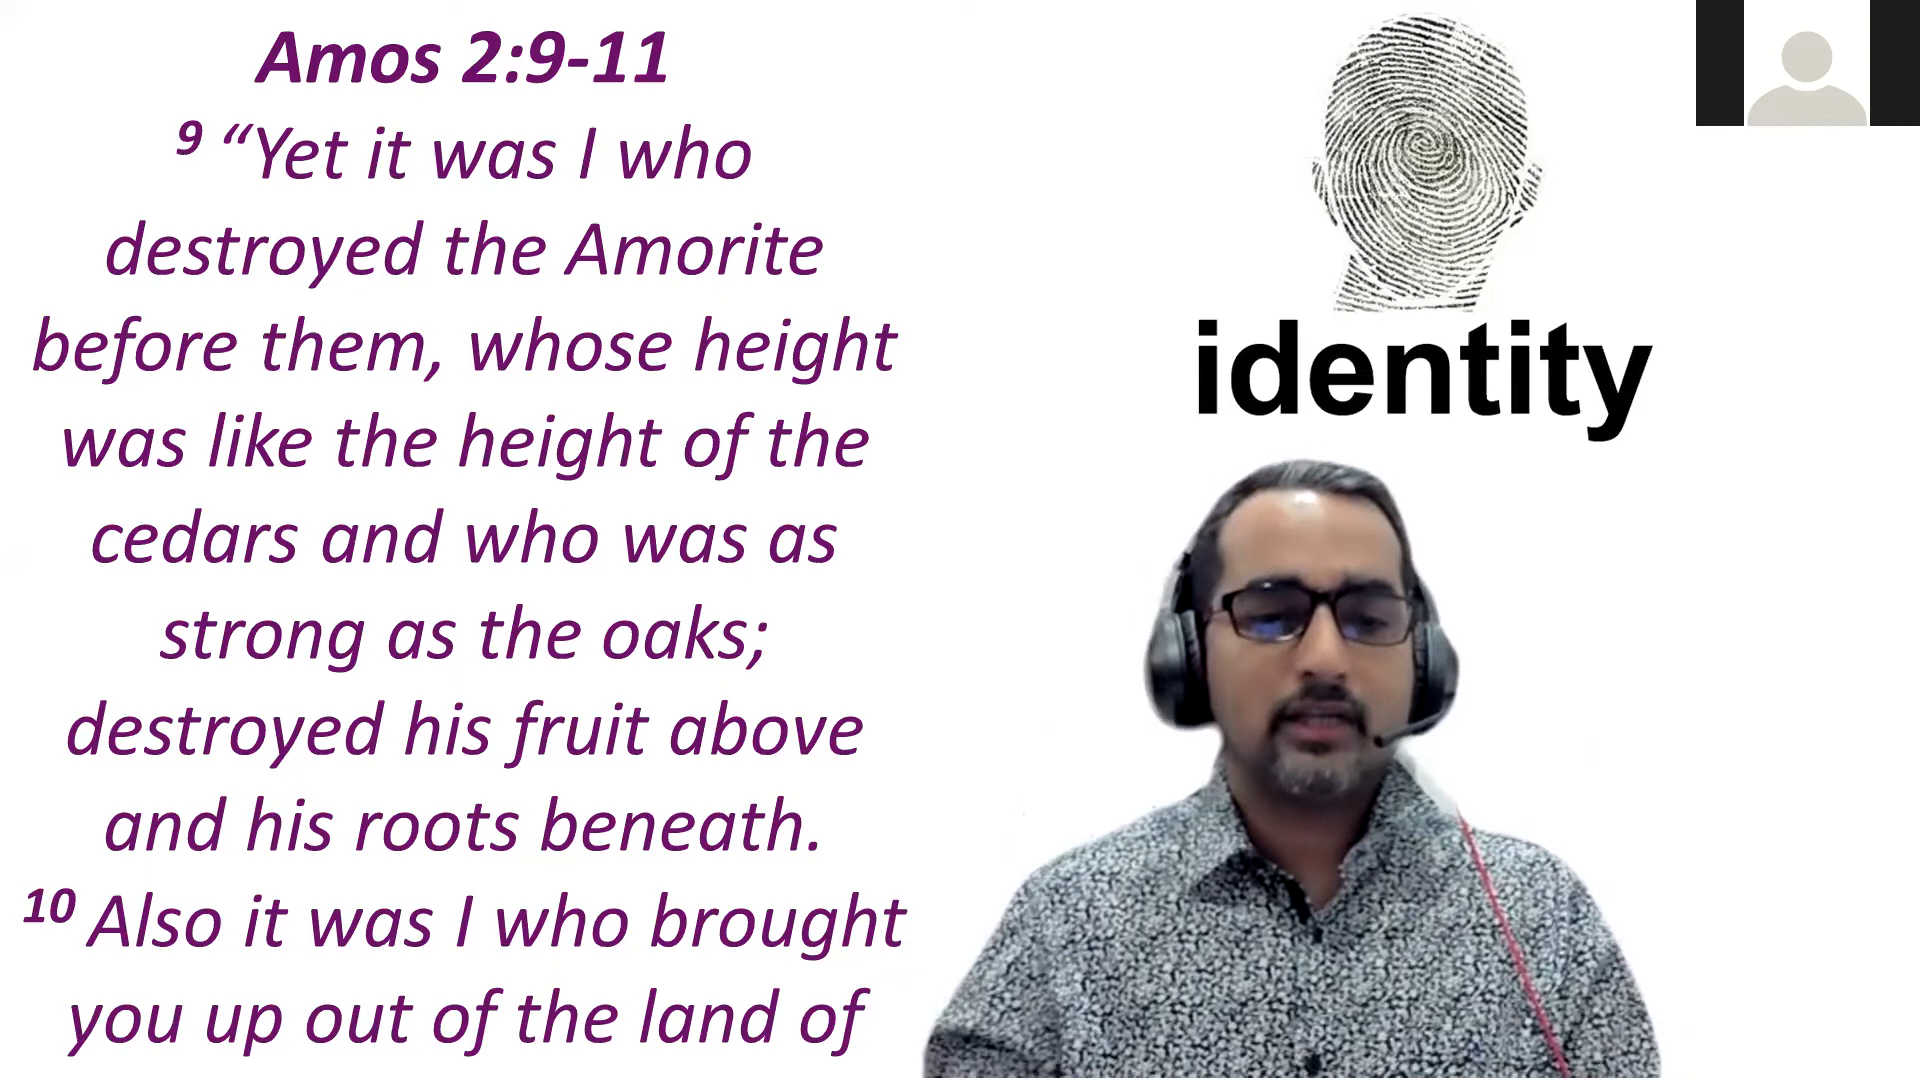 Amos 2:9-11
9 “Yet it was I who
destroyed the Amorite
before them, whose height
was like the height of the
cedars and who was as
strong as the oaks;
destroyed his fruit above
and his roots beneath.
10 Also it was I who brought
you up out of the land of
identity